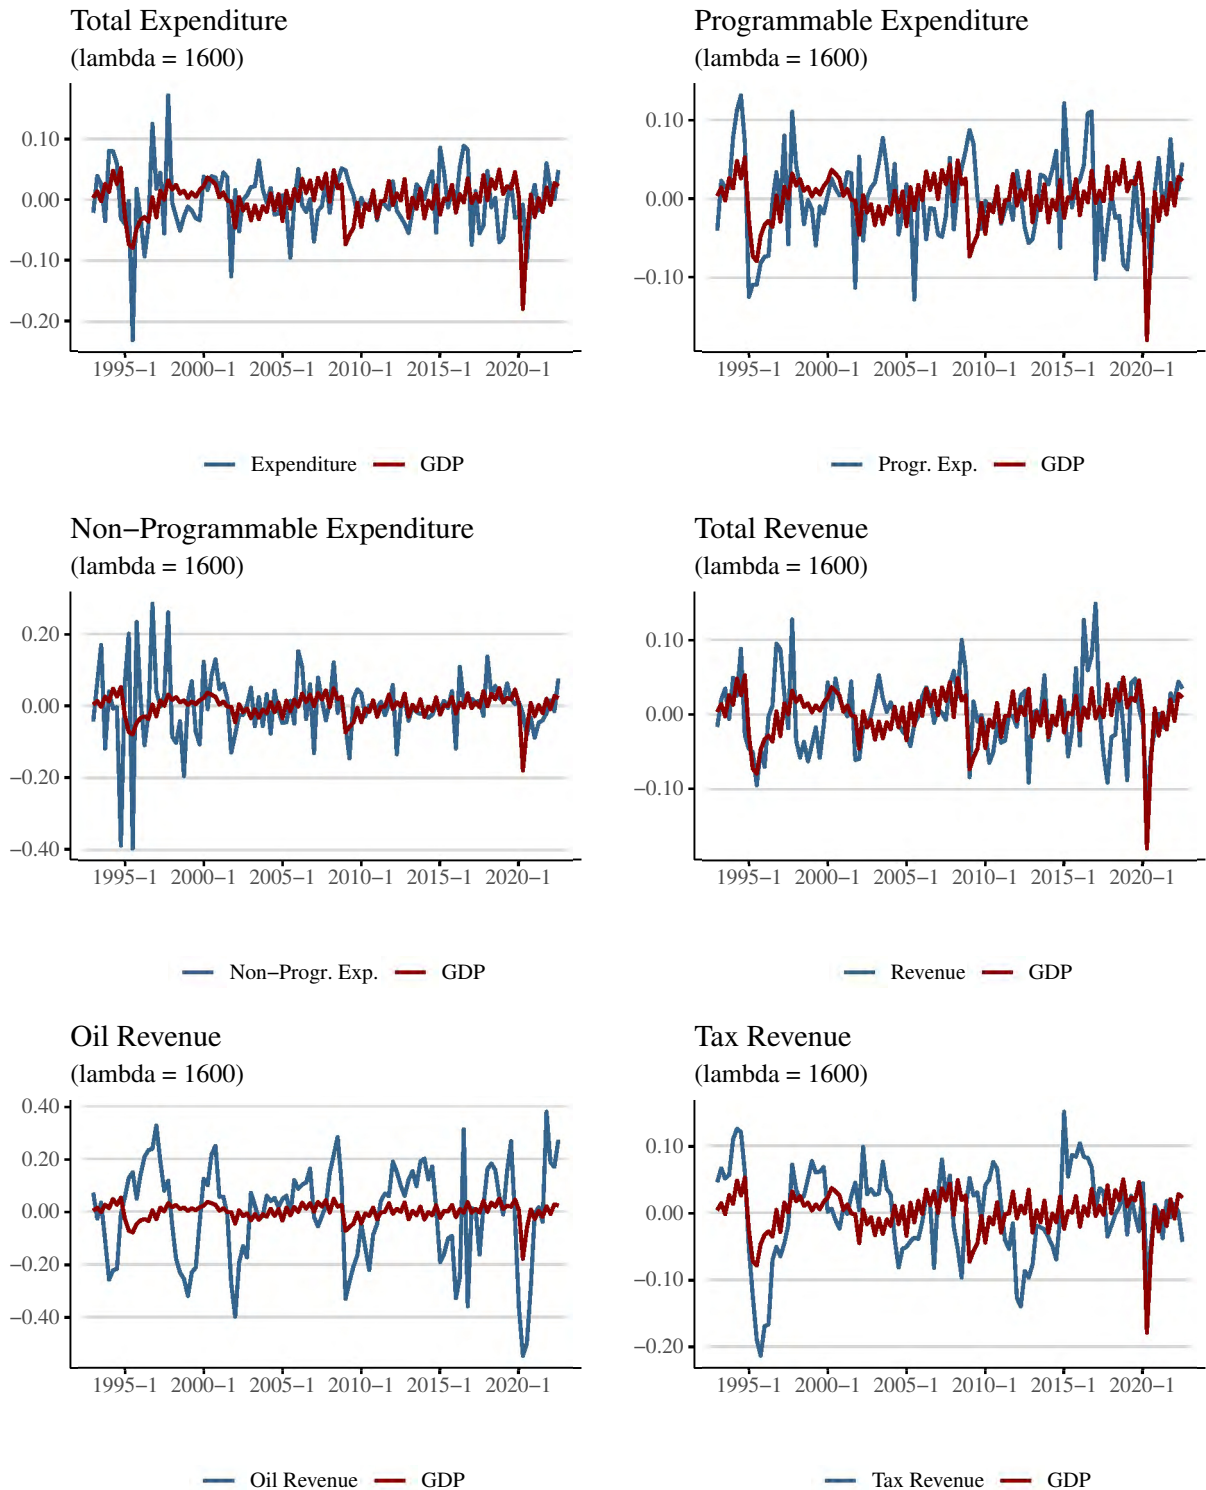 Total Expenditure
(lambda = 1600)
0.10
0.00
−0.10
−0.20
1995−1 2000−1 2005−1 2010−1 2015−1 2020−1
Expenditure GDP
Programmable Expenditure
(lambda = 1600)
0.10
0.00
−0.10
1995−1 2000−1 2005−1 2010−1 2015−1 2020−1
Progr. Exp. GDP
Non−Programmable Expenditure
(lambda = 1600)
0.20
0.00
−0.20
−0.40
1995−1 2000−1 2005−1 2010−1 2015−1 2020−1
Non−Progr. Exp. GDP
Total Revenue
(lambda = 1600)
0.10
0.00
−0.10
1995−1 2000−1 2005−1 2010−1 2015−1 2020−1
Revenue GDP
Oil Revenue
(lambda = 1600)
0.40
0.20
0.00
−0.20
−0.40
1995−1 2000−1 2005−1 2010−1 2015−1 2020−1
Oil Revenue GDP
Tax Revenue
(lambda = 1600)
0.10
0.00
−0.10
−0.20
1995−1 2000−1 2005−1 2010−1 2015−1 2020−1
Tax Revenue GDP